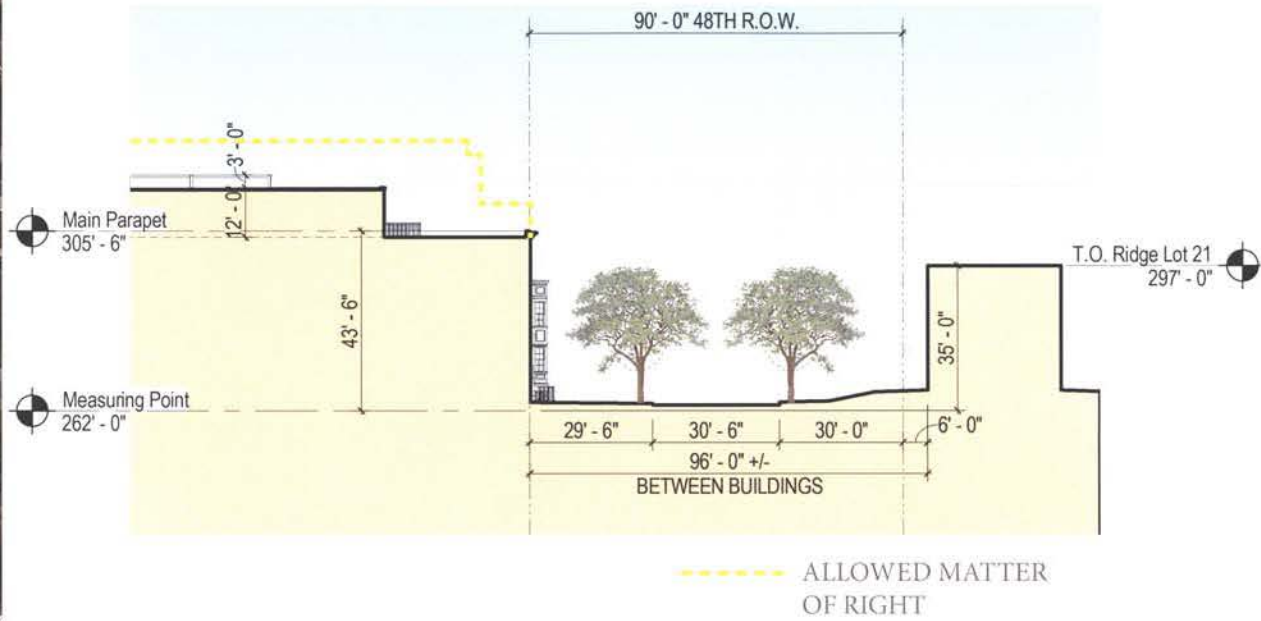 90' - 0" 48TH R.O.W.
3' - 0"
12' - 0"
Main Parapet
305' - 6"
T.O. Ridge Lot 21
297' - 0"
43' - 6"
35' - 0"
Measuring Point
262' - 0"
29' - 6"
30' - 6"
30' - 0"
6' - 0"
96' - 0" +/-
BETWEEN BUILDINGS
ALLOWED MATTER
OF RIGHT